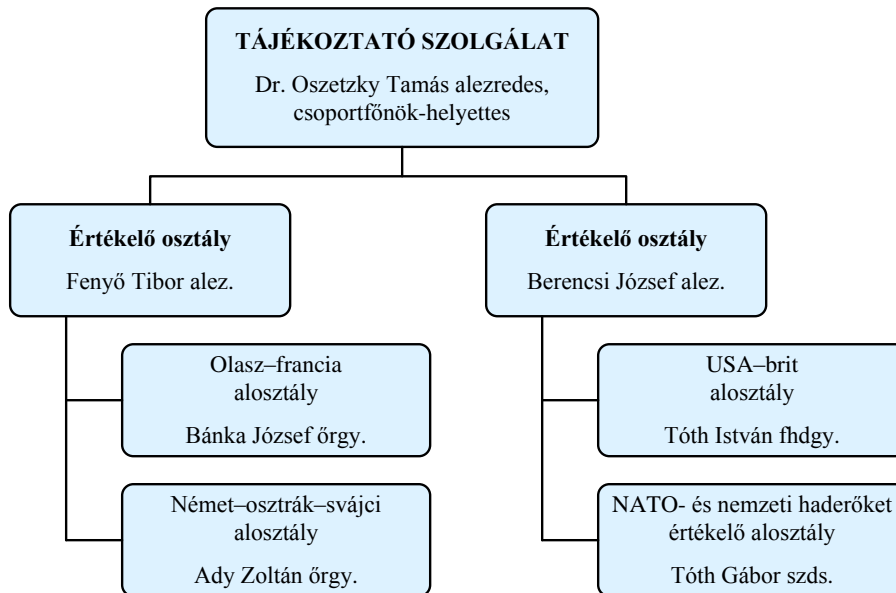 TÁJÉKOZTATÓ SZOLGÁLAT
Dr. Oszetzky Tamás alezredes,
csoportfőnök-helyettes
Értékelő osztály
Fenyő Tibor alez.
Olasz–francia
alosztály
Bánka József őrgy.
Német–osztrák–svájci
alosztály
Ady Zoltán őrgy.
Értékelő osztály
Berencsi József alez.
USA–brit
alosztály
Tóth István fhdgy.
NATO- és nemzeti haderőket
értékelő alosztály
Tóth Gábor szds.